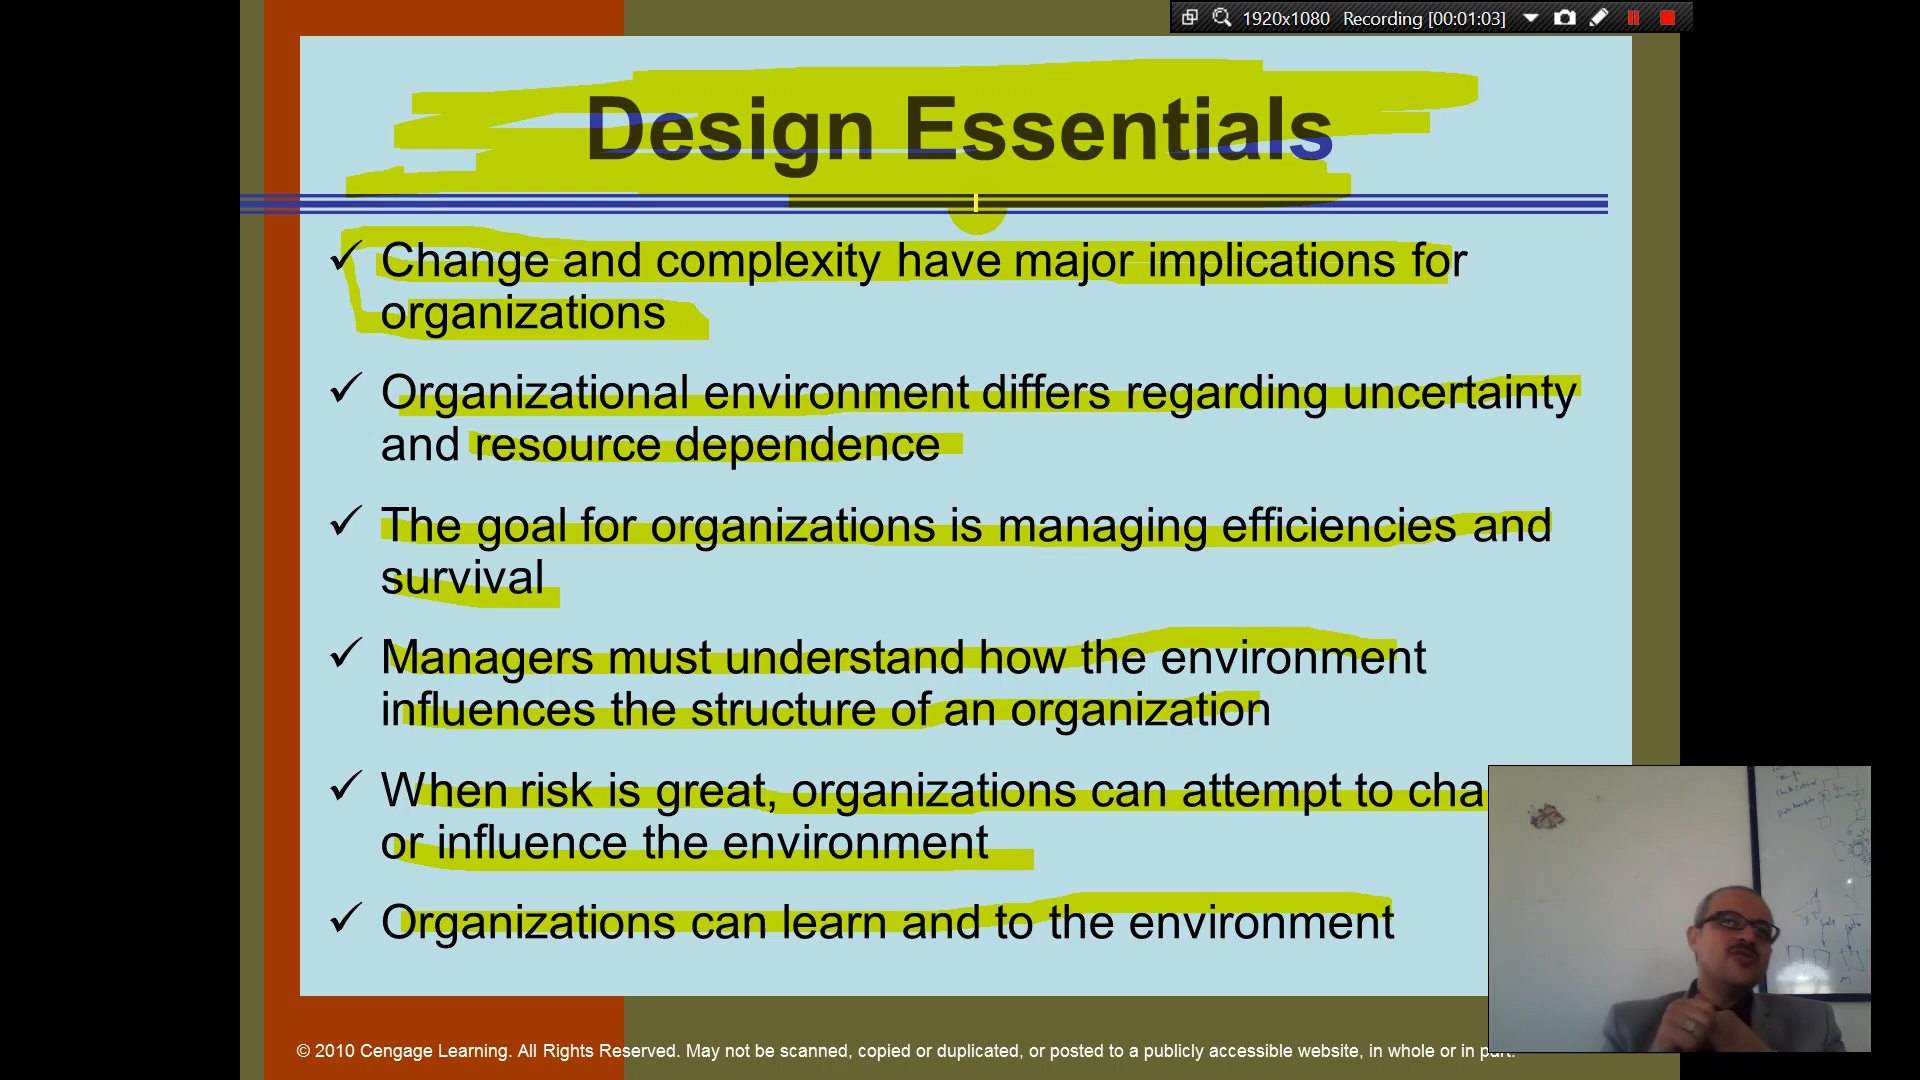 1920x1080 Recording [00:01:03]
Design Essentials
✓ Change and complexity have major implications for
organizations
✓ Organizational environment differs regarding uncertainty
and resource dependence
✓ The goal for organizations is managing efficiencies and
survival
✓ Managers must understand how the environment
influences the structure of an organization
✓ When risk is great, organizations can attempt to cha
or influence the environment
✓ Organizations can learn and to the environment
© 2010 Cengage Learning. All Rights Reserved. May not be scanned, copied or duplicated, or posted to a publicly accessible website, in whole or in part.